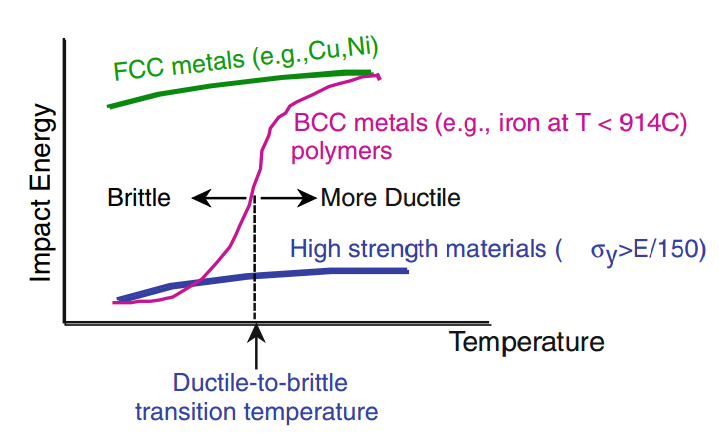 FCC metals (e.g.,Cu,Ni)
BCC metals (e.g., iron at T < 914C)
polymers
Impact Energy
Brittle
More Ductile
High strength materials ( σy>E/150)
Temperature
Ductile-to-brittle
transition temperature